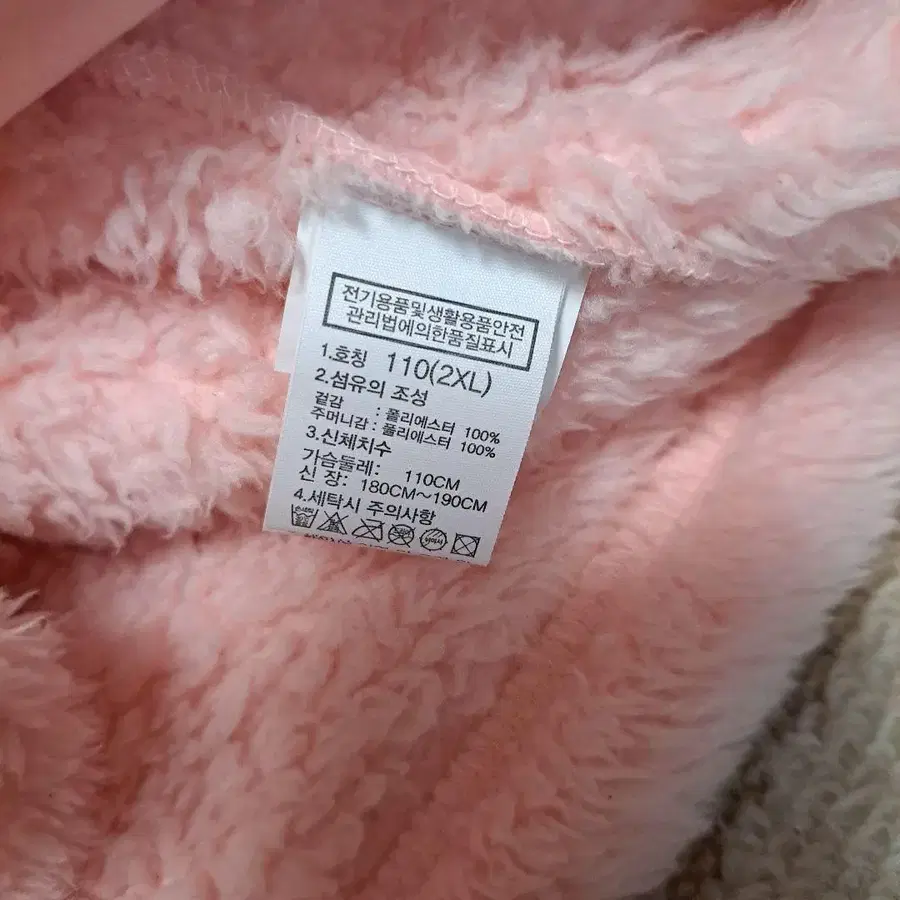 전기용품및생활용품안전
관리법에의한품질표시
1.호칭 110(2XL)
2.섬유의 조성
겉감 : 폴리에스터 100%
주머니감 : 폴리에스터 100%
3.신체치수
가슴둘레: 110CM
신 장: 180CM~190CM
4.세탁시 주의사항